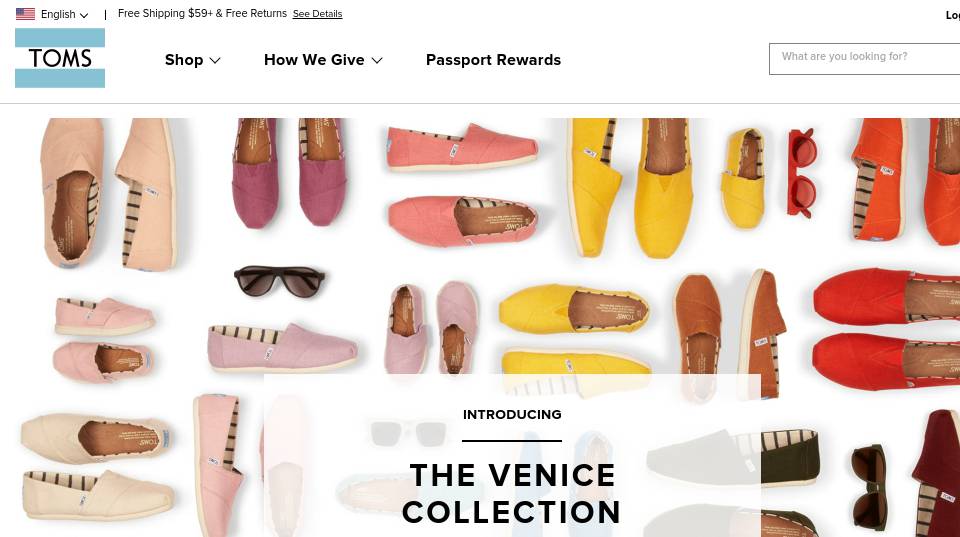 English
Free Shipping $59+ & Free Returns See Details
TOMS
Shop
How We Give
Passport Rewards
What are you looking for?
INTRODUCING
THE VENICE
COLLECTION